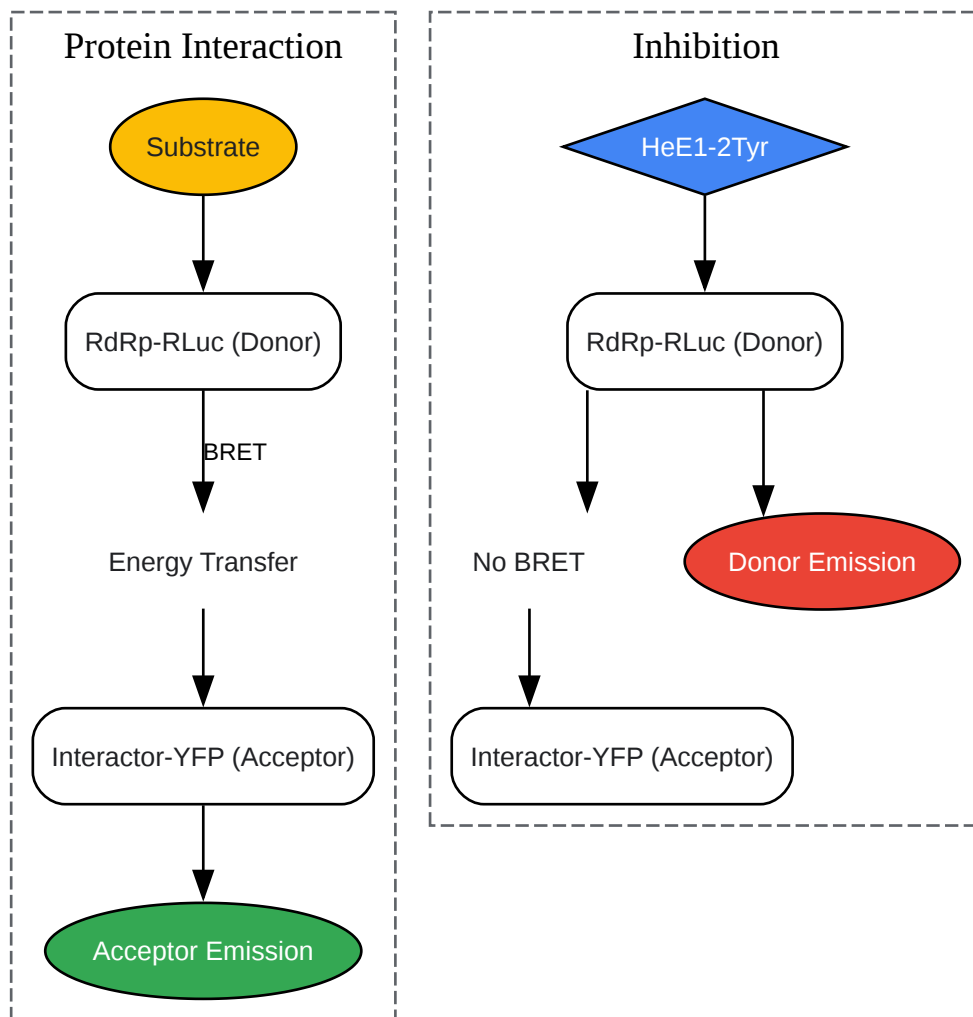 Protein Interaction
Substrate
RdRp-RLuc (Donor)
BRET
Energy Transfer
Interactor-YFP (Acceptor)
Acceptor Emission
Inhibition
HeE1-2Tyr
RdRp-RLuc (Donor)
No BRET
Donor Emission
Interactor-YFP (Acceptor)